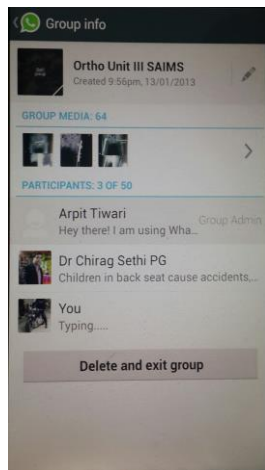 Group info
Ortho Unit III SAIMS
Created 9:56pm, 13/01/2013
GROUP MEDIA: 64
PARTICIPANTS: 3 OF 50
Arpit Tiwari
Group Admin
Hey there! I am using Wha...
Dr Chirag Sethi PG
Children in back seat cause accidents,...
You
Typing.....
Delete and exit group